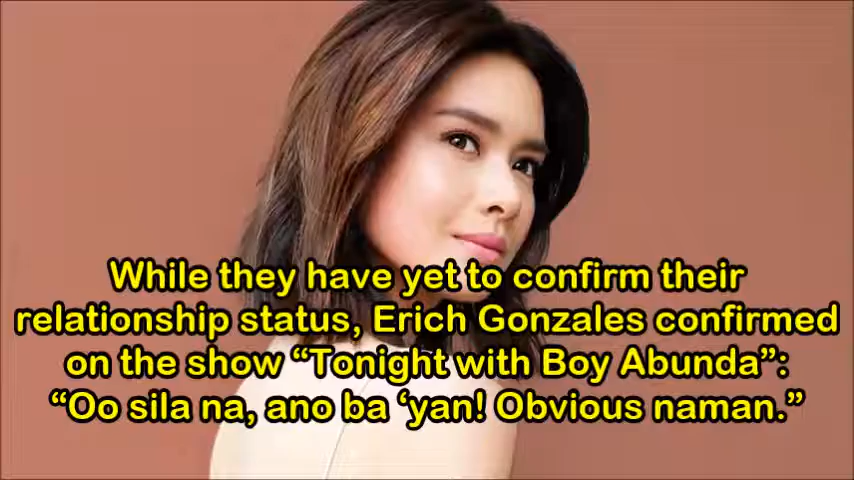 While they have yet to confirm their
relationship status, Erich Gonzales confirmed
on the show “Tonight with Boy Abunda”:
“Oo sila na, ano ba ‘yan! Obvious naman.”